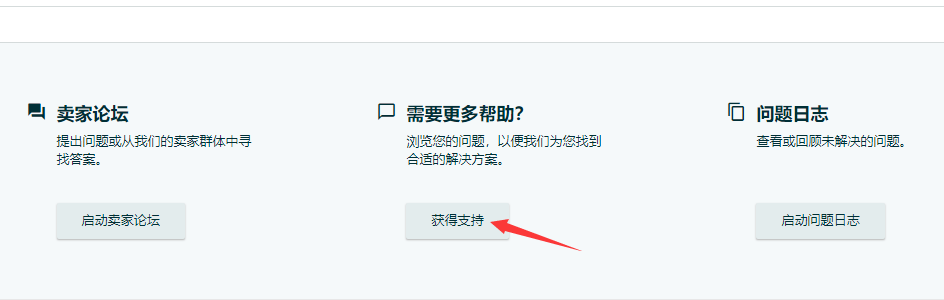 卖家论坛
提出问题或从我们的卖家群体中寻
找答案。
启动卖家论坛
需要更多帮助?
浏览您的问题，以便我们为您找到
合适的解决方案。
获得支持
问题日志
查看或回顾未解决的问题。
启动问题日志